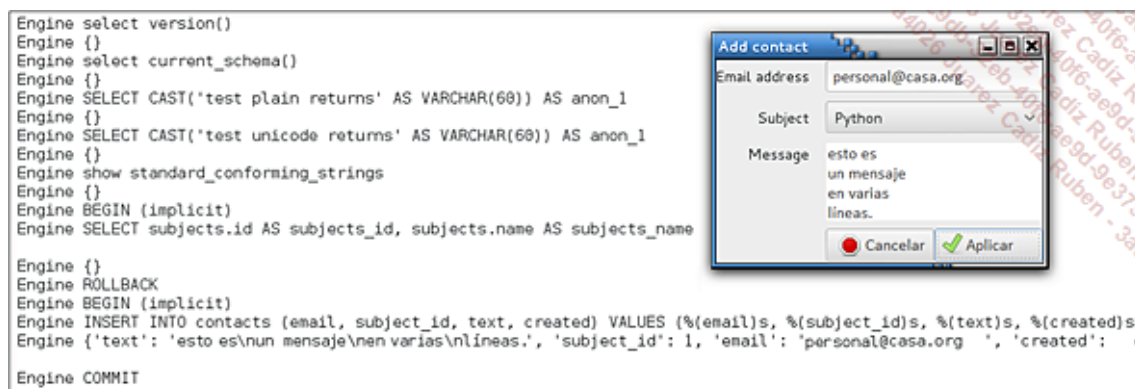 Engine select version()
Engine {}
Engine select current_schema()
Engine {}
Engine SELECT CAST('test plain returns' AS VARCHAR(60)) AS anon_1
Engine {}
Engine SELECT CAST('test unicode returns' AS VARCHAR(60)) AS anon_1
Engine {}
Engine show standard_conforming_strings
Engine {}
Engine BEGIN (implicit)
Engine SELECT subjects.id AS subjects_id, subjects.name AS subjects_name
Engine {}
Engine ROLLBACK
Engine BEGIN (implicit)
Engine INSERT INTO contacts (email, subject_id, text, created) VALUES (%(email)s, %(subject_id)s, %(text)s, %(created)s
Engine {'text': 'esto es\nun mensaje\nen varias\nlíneas.', 'subject_id': 1, 'email': 'personal@casa.org ', 'created':
Engine COMMIT
Add contact
Email address personal@casa.org
Subject Python
Message esto es
un mensaje
en varias
líneas.
Cancelar Aplicar